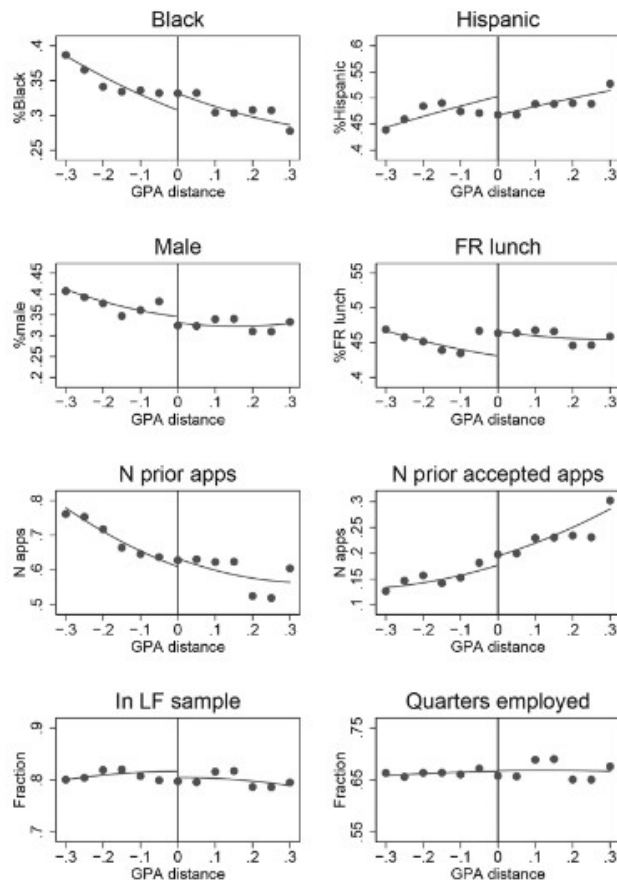 Black
%Black
.25 .3 .35 .4
−.3 −.2 −.1 0 .1 .2 .3
GPA distance
Hispanic
%Hispanic
.4 .45 .5 .55 .6
−.3 −.2 −.1 0 .1 .2 .3
GPA distance
Male
%male
.2 .25 .3 .35 .4 .45
−.3 −.2 −.1 0 .1 .2 .3
GPA distance
FR lunch
%FR lunch
.4 .45 .5 .55
−.3 −.2 −.1 0 .1 .2 .3
GPA distance
N prior apps
N apps
.5 .6 .7 .8
−.3 −.2 −.1 0 .1 .2 .3
GPA distance
N prior accepted apps
N apps
.1 .15 .2 .25 .3
−.3 −.2 −.1 0 .1 .2 .3
GPA distance
In LF sample
Fraction
.7 .8 .9
−.3 −.2 −.1 0 .1 .2 .3
GPA distance
Quarters employed
Fraction
.55 .65 .75
−.3 −.2 −.1 0 .1 .2 .3
GPA distance